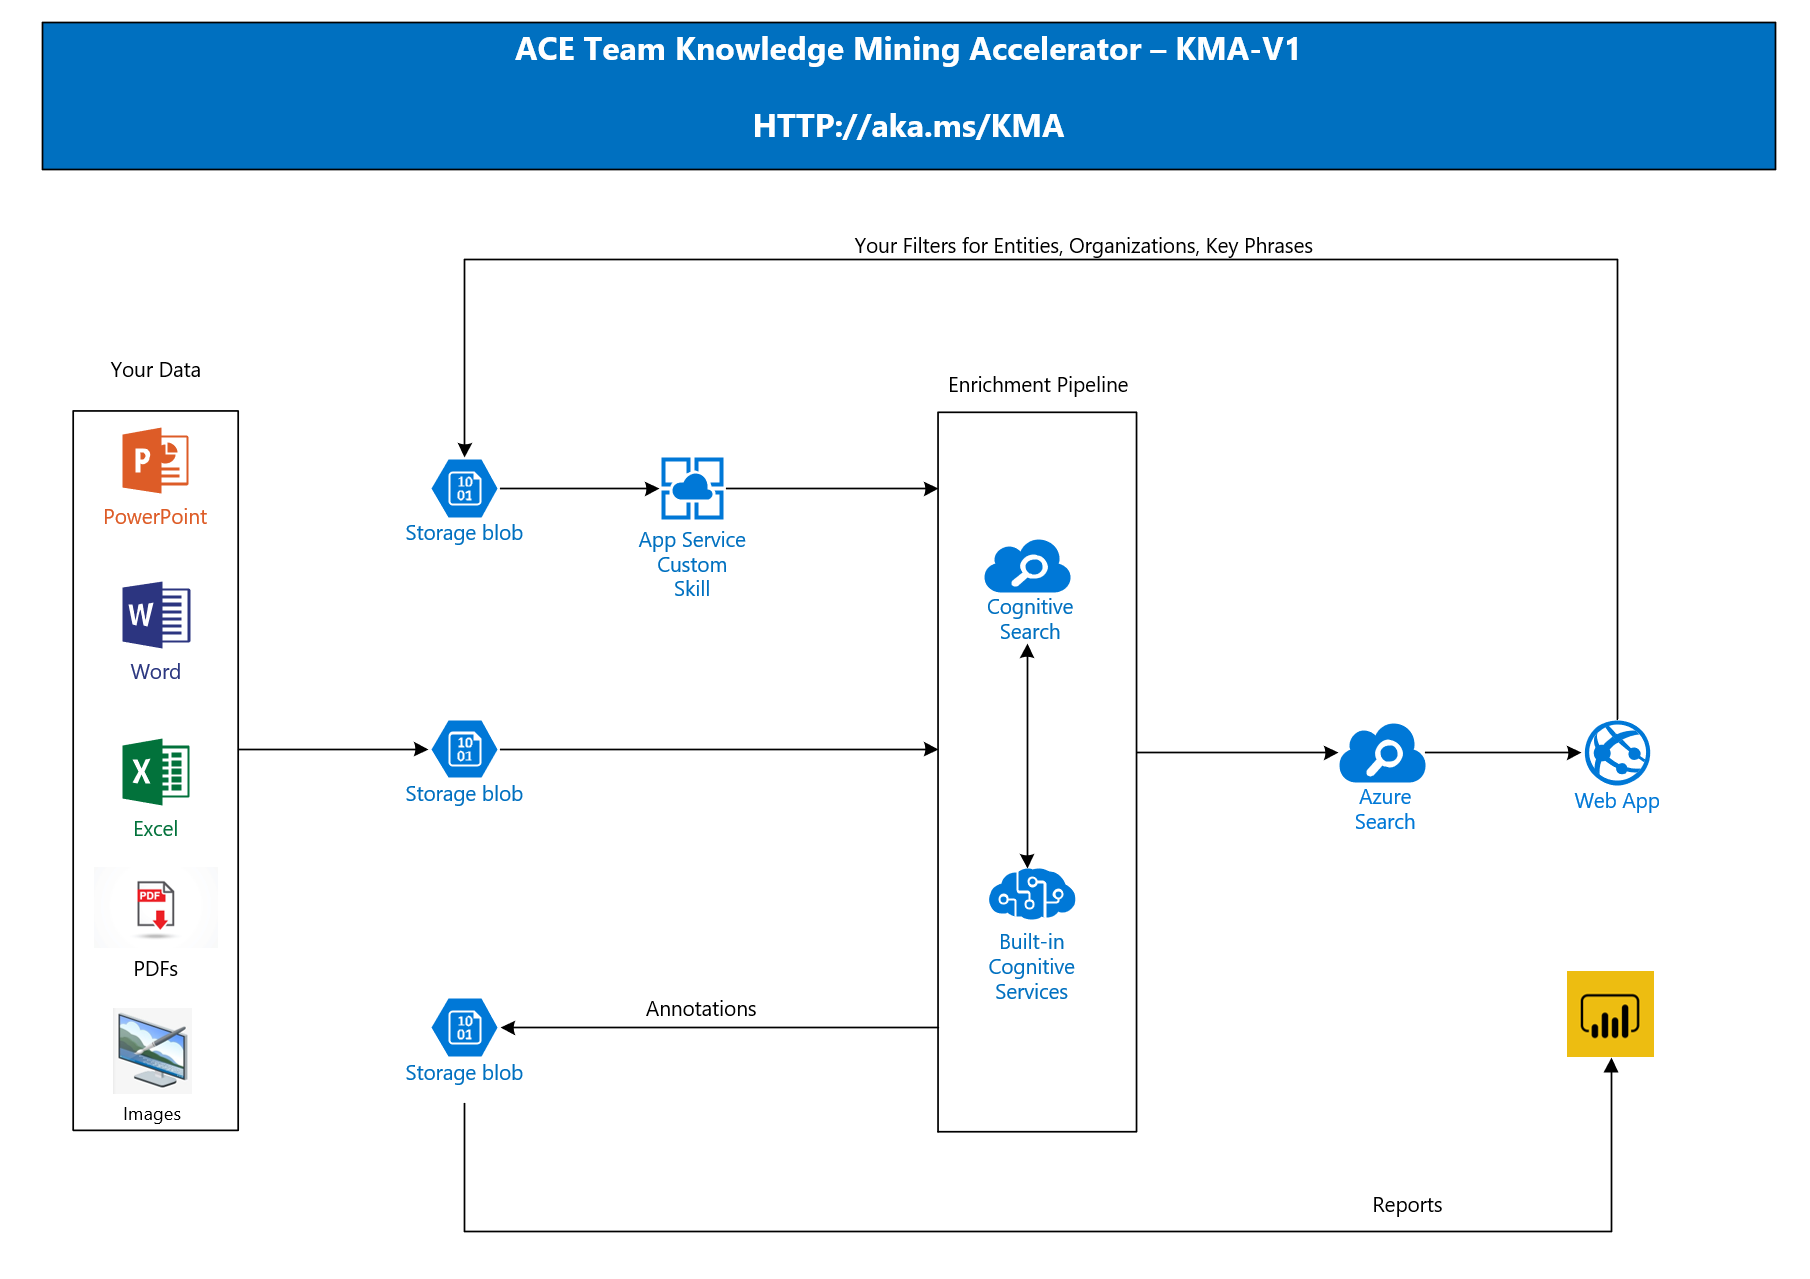 ACE Team Knowledge Mining Accelerator – KMA-V1
HTTP://aka.ms/KMA
Your Filters for Entities, Organizations, Key Phrases
Your Data
PowerPoint
Word
Excel
PDF
PDFs
Images
10
01
Storage blob
App Service
Custom
Skill
10
01
Storage blob
10
01
Storage blob
Annotations
Enrichment Pipeline
Cognitive
Search
Built-in
Cognitive
Services
Azure
Search
Web App
Reports